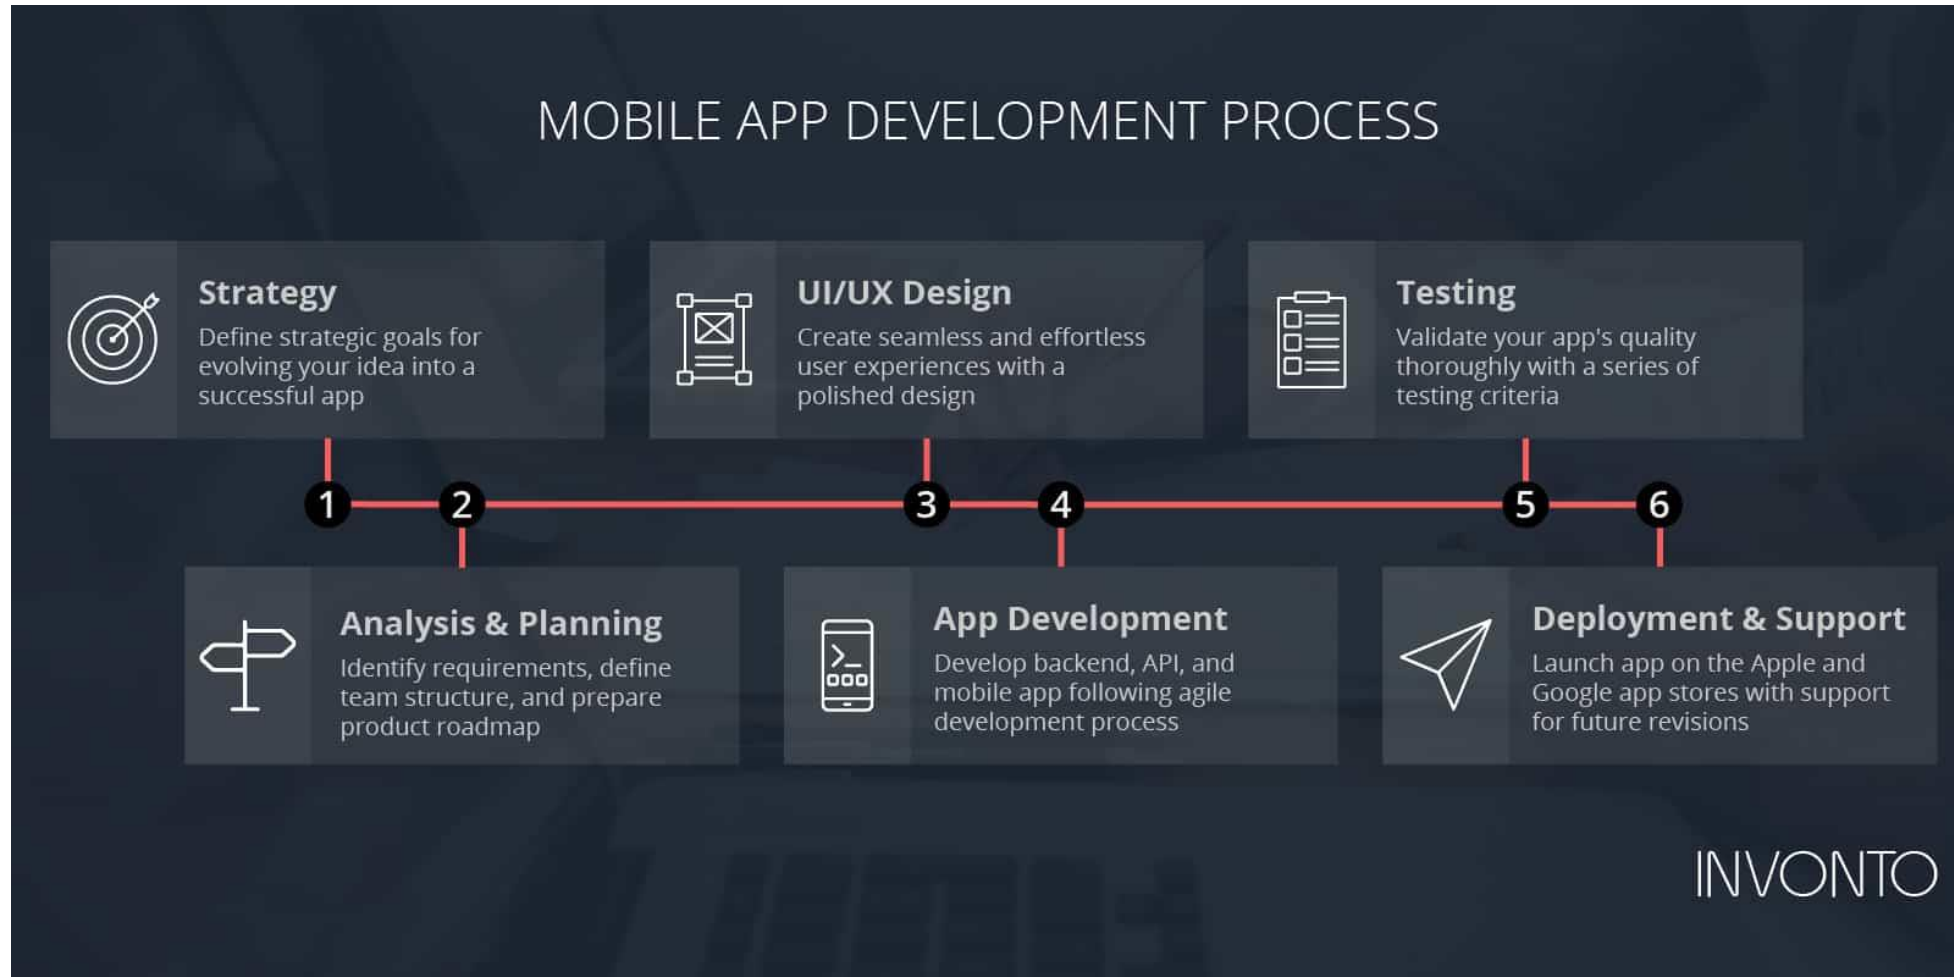 MOBILE APP DEVELOPMENT PROCESS
Strategy
Define strategic goals for
evolving your idea into a
successful app
UI/UX Design
Create seamless and effortless
user experiences with a
polished design
Testing
Validate your app's quality
thoroughly with a series of
testing criteria
1
2
3
4
5
6
Analysis & Planning
Identify requirements, define
team structure, and prepare
product roadmap
App Development
Develop backend, API, and
mobile app following agile
development process
Deployment & Support
Launch app on the Apple and
Google app stores with support
for future revisions
INVONTO